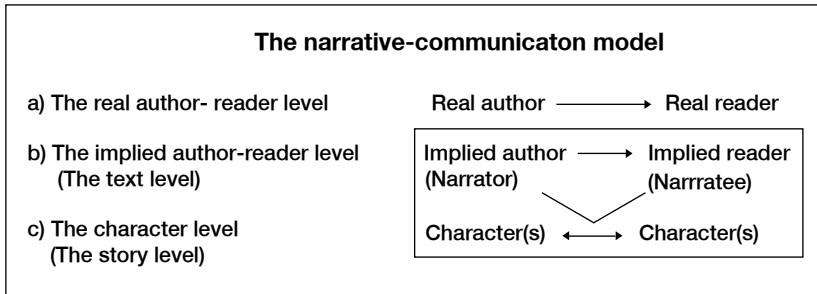 The narrative-communicaton model
a) The real author- reader level
Real author
Real reader
b) The implied author-reader level
(The text level)
Implied author
Implied reader
(Narrator)
(Narrratee)
c) The character level
(The story level)
Character(s)
Character(s)